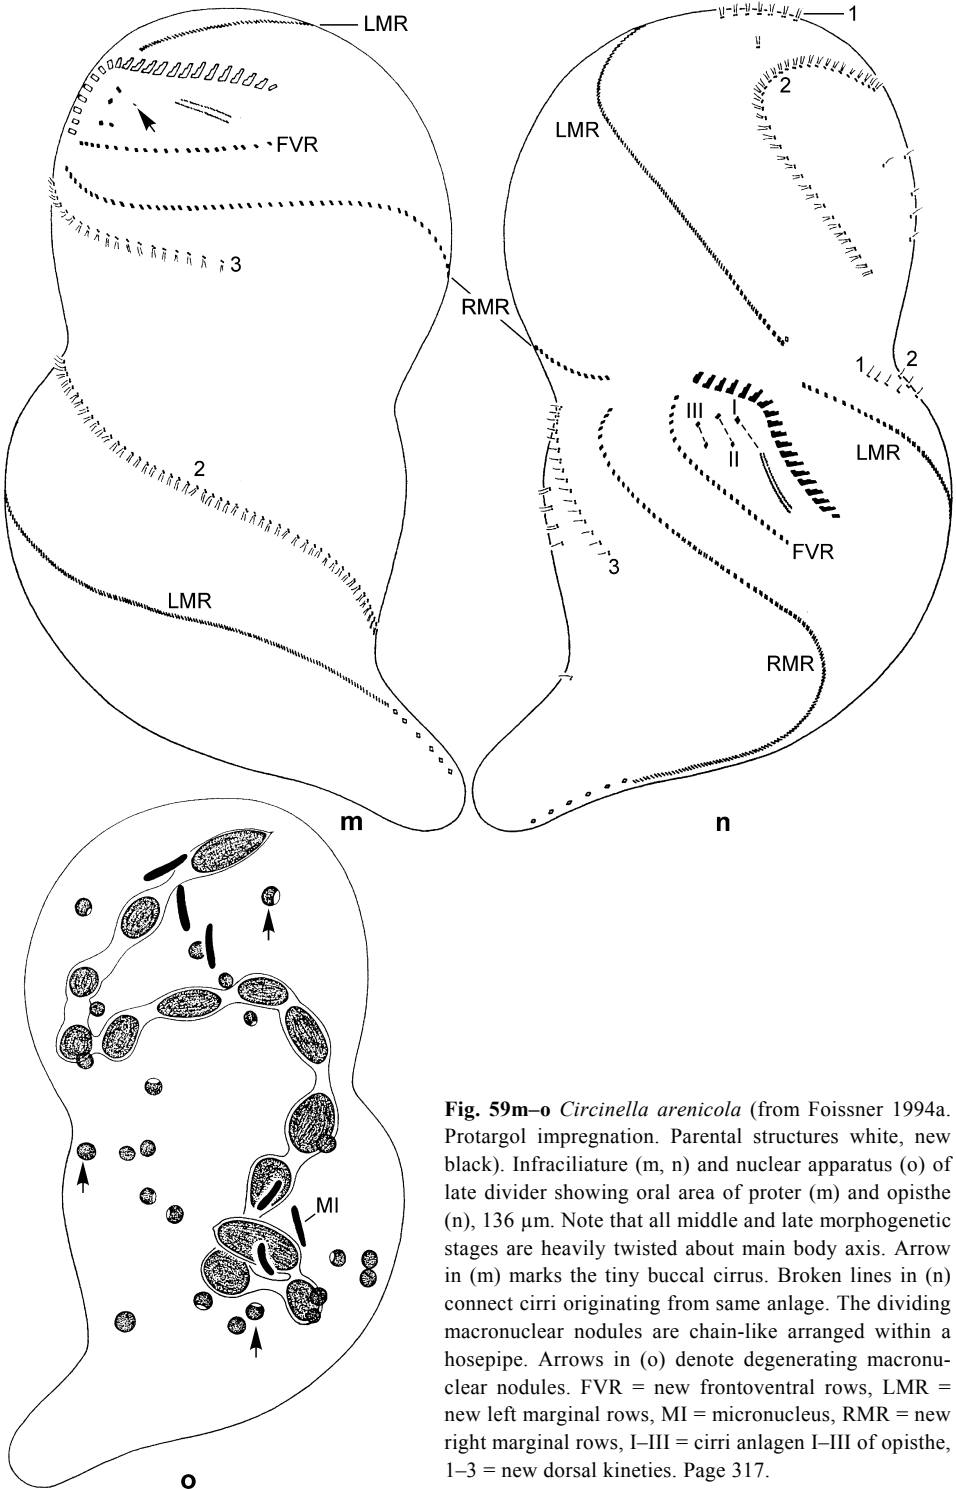 LMR
1
2
LMR
FVR
3
RMR
1
2
III
I
II
LMR
2
FVR
3
LMR
RMR
m
n
MI
Fig. 59m–o Circinella arenicola (from Foissner 1994a.
Protargol impregnation. Parental structures white, new
black). Infraciliature (m, n) and nuclear apparatus (o) of
late divider showing oral area of proter (m) and opisthe
(n), 136 µm. Note that all middle and late morphogenetic
stages are heavily twisted about main body axis. Arrow
in (m) marks the tiny buccal cirrus. Broken lines in (n)
connect cirri originating from same anlage. The dividing
macronuclear nodules are chain-like arranged within a
hosepipe. Arrows in (o) denote degenerating macronu-
clear nodules. FVR = new frontoventral rows, LMR =
new left marginal rows, MI = micronucleus, RMR = new
right marginal rows, I–III = cirri anlagen I–III of opisthe,
1–3 = new dorsal kineties. Page 317.
o